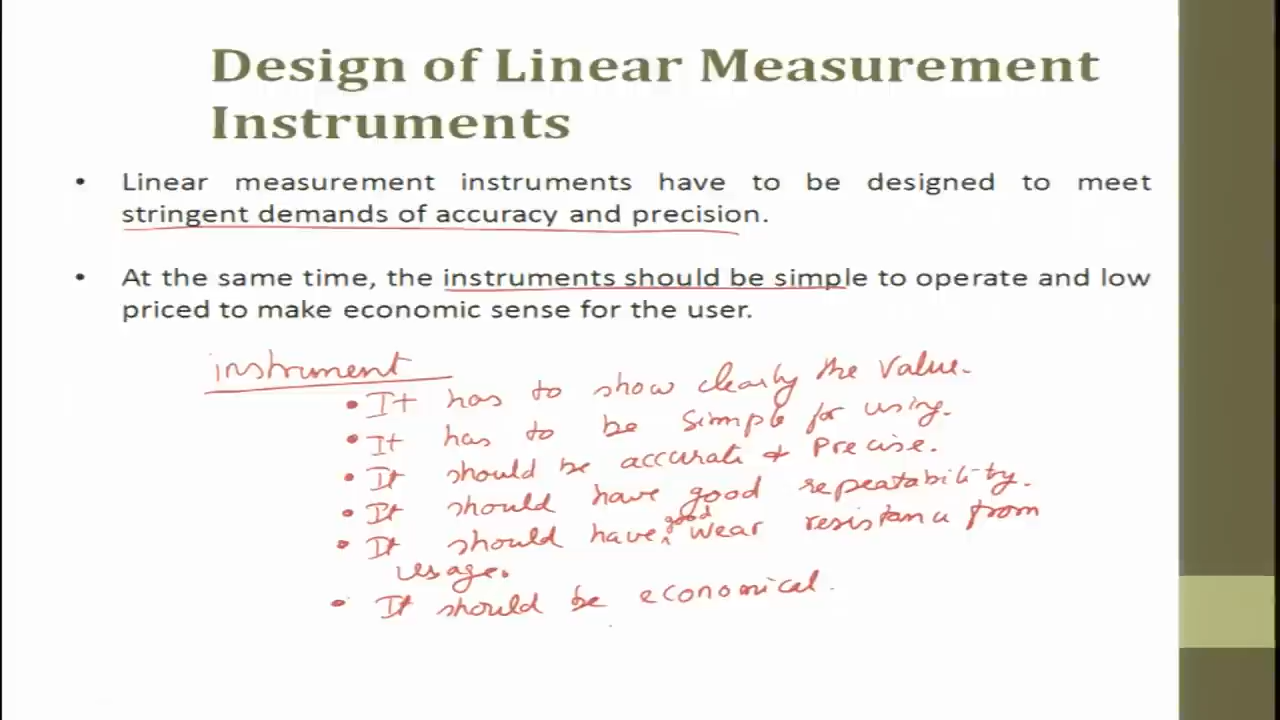 Design of Linear Measurement
Instruments
• Linear measurement instruments have to be designed to meet
stringent demands of accuracy and precision.
• At the same time, the instruments should be simple to operate and low
priced to make economic sense for the user.
instrument
• It has to show clearly the value.
• It has to be simple for using.
• It should be accurate & Precise.
• It should have good repeatability.
• It should have good wear resistance from
usage.
• It should be economical.